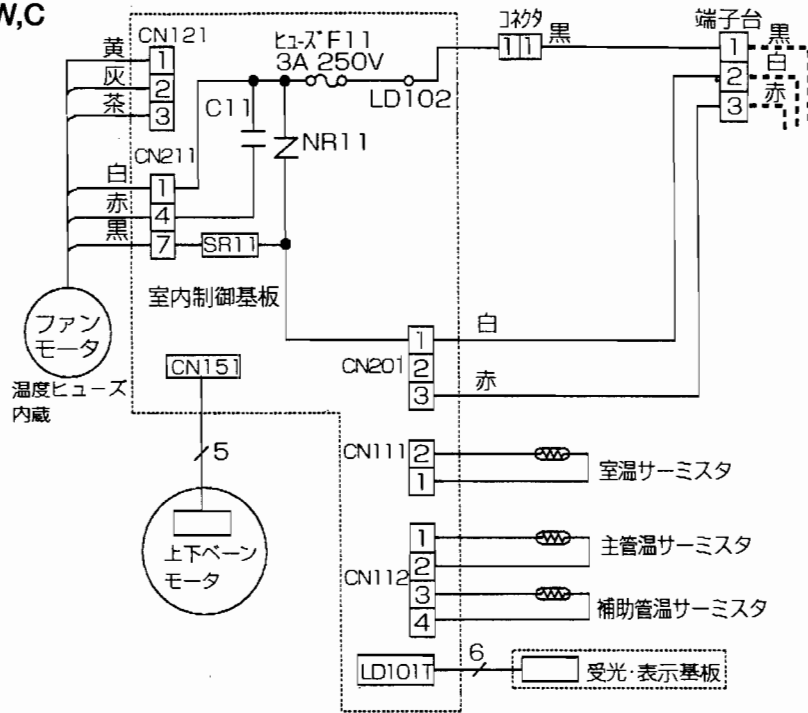 W,C
CN121
黄 1
灰 2
茶 3
ヒューズ F11
3A 250V
コネクタ
1 1
黒
端子台
1 黒
2 白
3 赤
C11
LD102
NR11
CN211
白 1
赤 4
黒 7
SR11
室内制御基板
ファン
モータ
温度ヒューズ
内蔵
CN151
5
上下ベーン
モータ
CN201
1 白
2
3 赤
CN111
2
1
室温サーミスタ
CN112
1
2
3
4
主管温サーミスタ
補助管温サーミスタ
LD101T
6
受光・表示基板